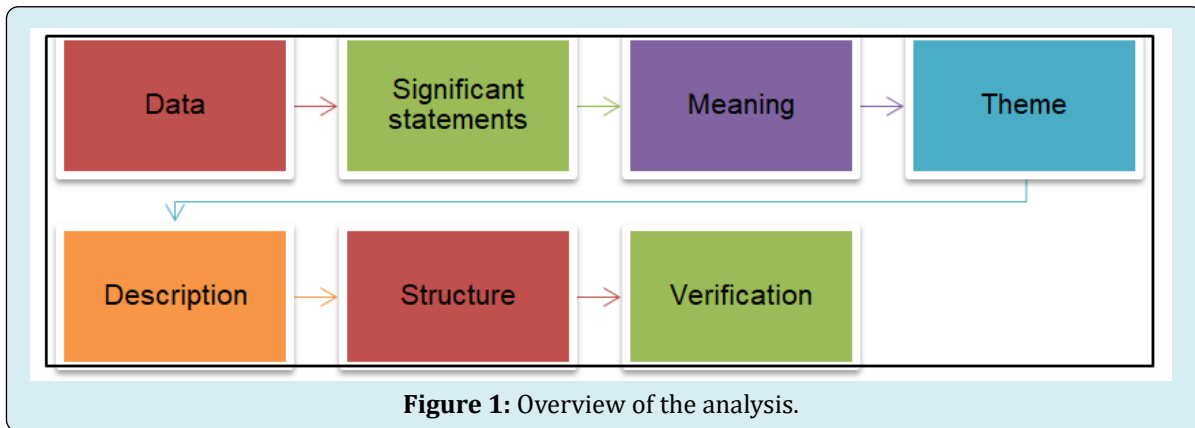 Data
Significant
statements
Meaning
Theme
Description
Structure
Verification
Figure 1: Overview of the analysis.